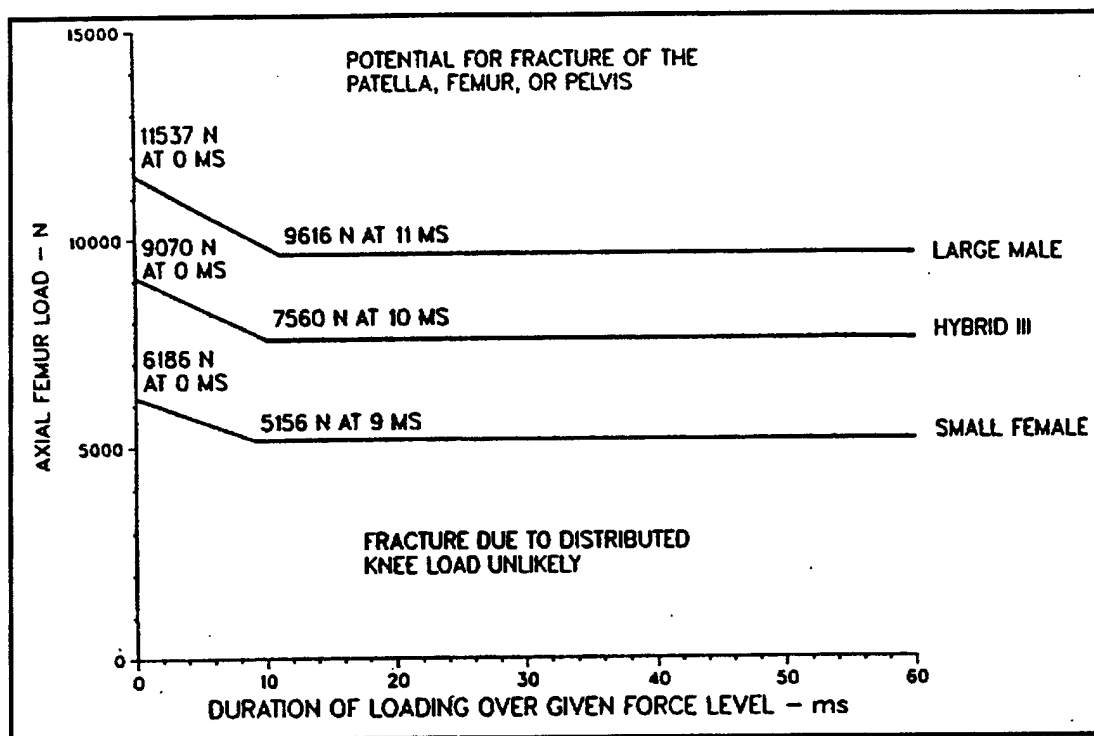 15000
POTENTIAL FOR FRACTURE OF THE
PATELLA, FEMUR, OR PELVIS
11537 N
AT 0 MS
9616 N AT 11 MS
LARGE MALE
10000
9070 N
AT 0 MS
7560 N AT 10 MS
HYBRID III
6186 N
AT 0 MS
5156 N AT 9 MS
SMALL FEMALE
5000
AXIAL FEMUR LOAD – N
FRACTURE DUE TO DISTRIBUTED
KNEE LOAD UNLIKELY
0
0 10 20 30 40 50 60
DURATION OF LOADING OVER GIVEN FORCE LEVEL – ms